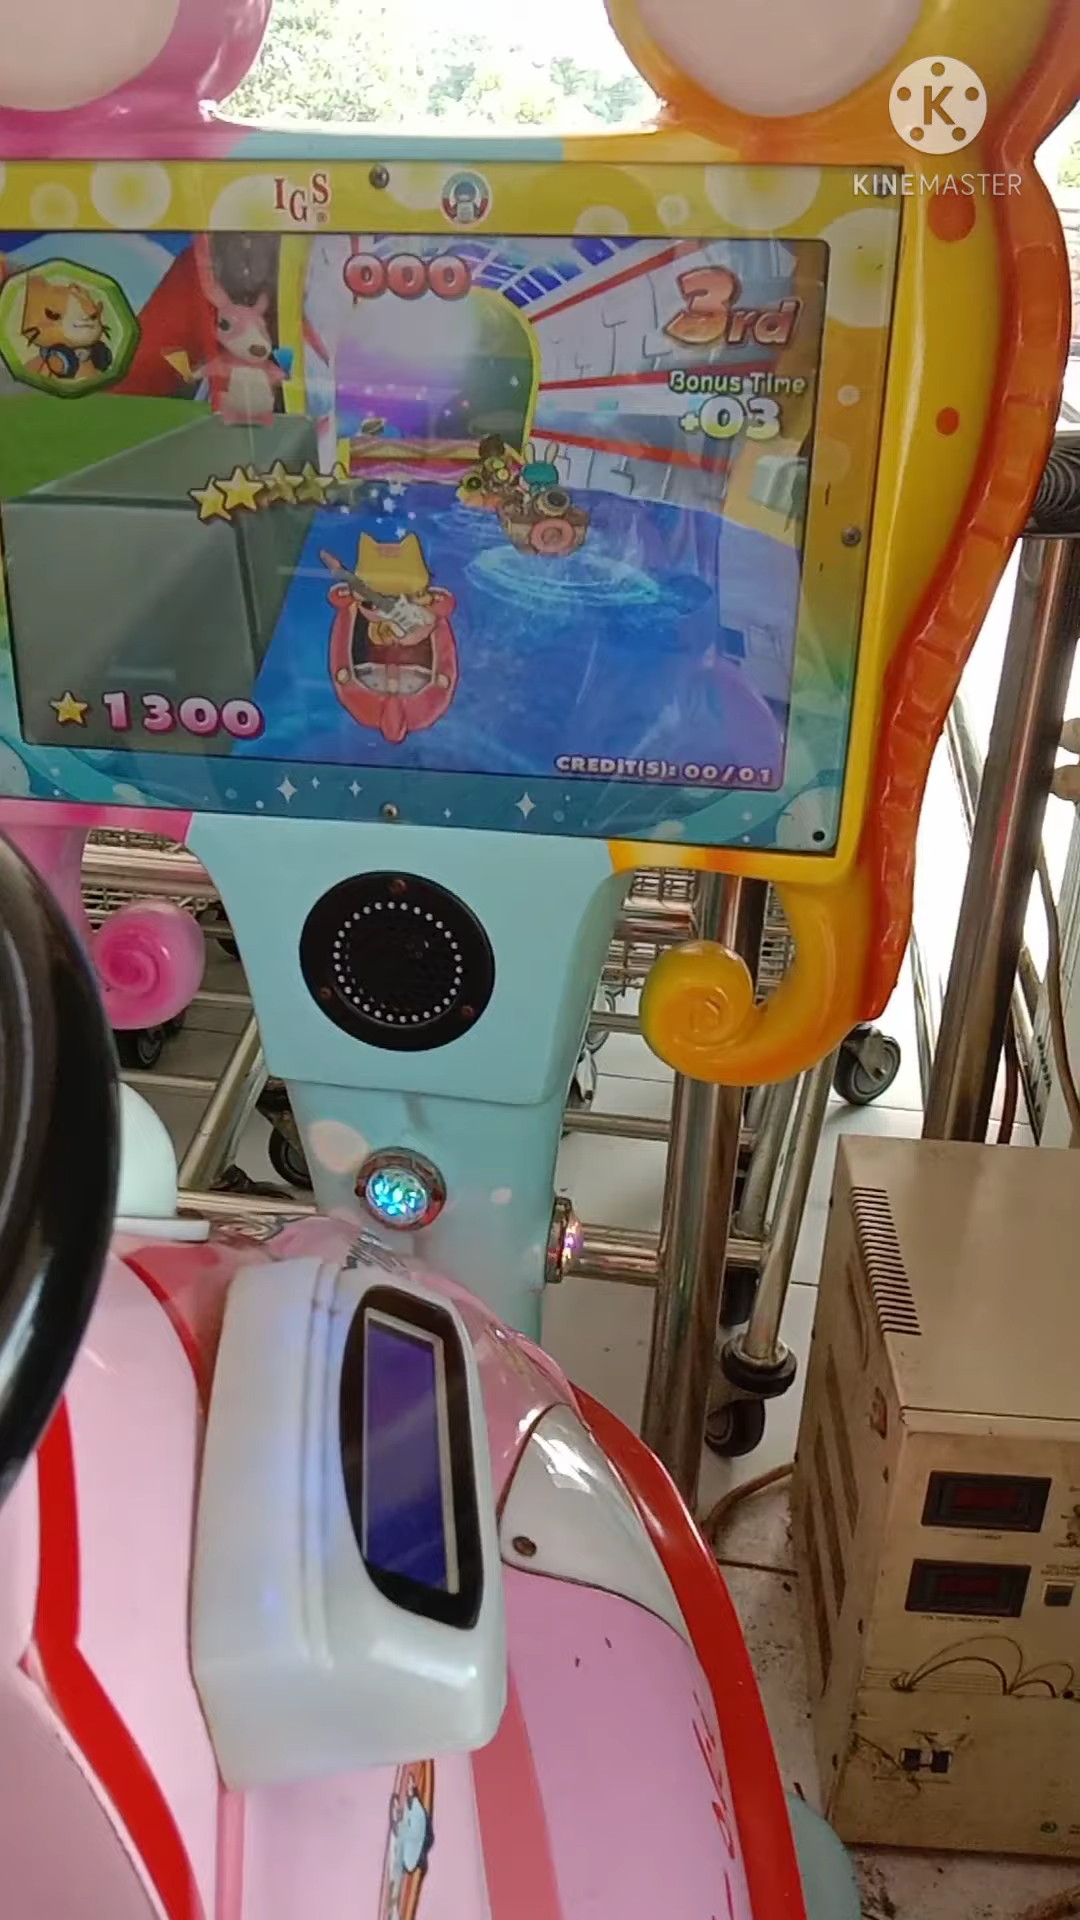 K
KINEMASTER
IGS
000
3rd
Bonus Time
+03
1300
CREDIT(S): 00/01